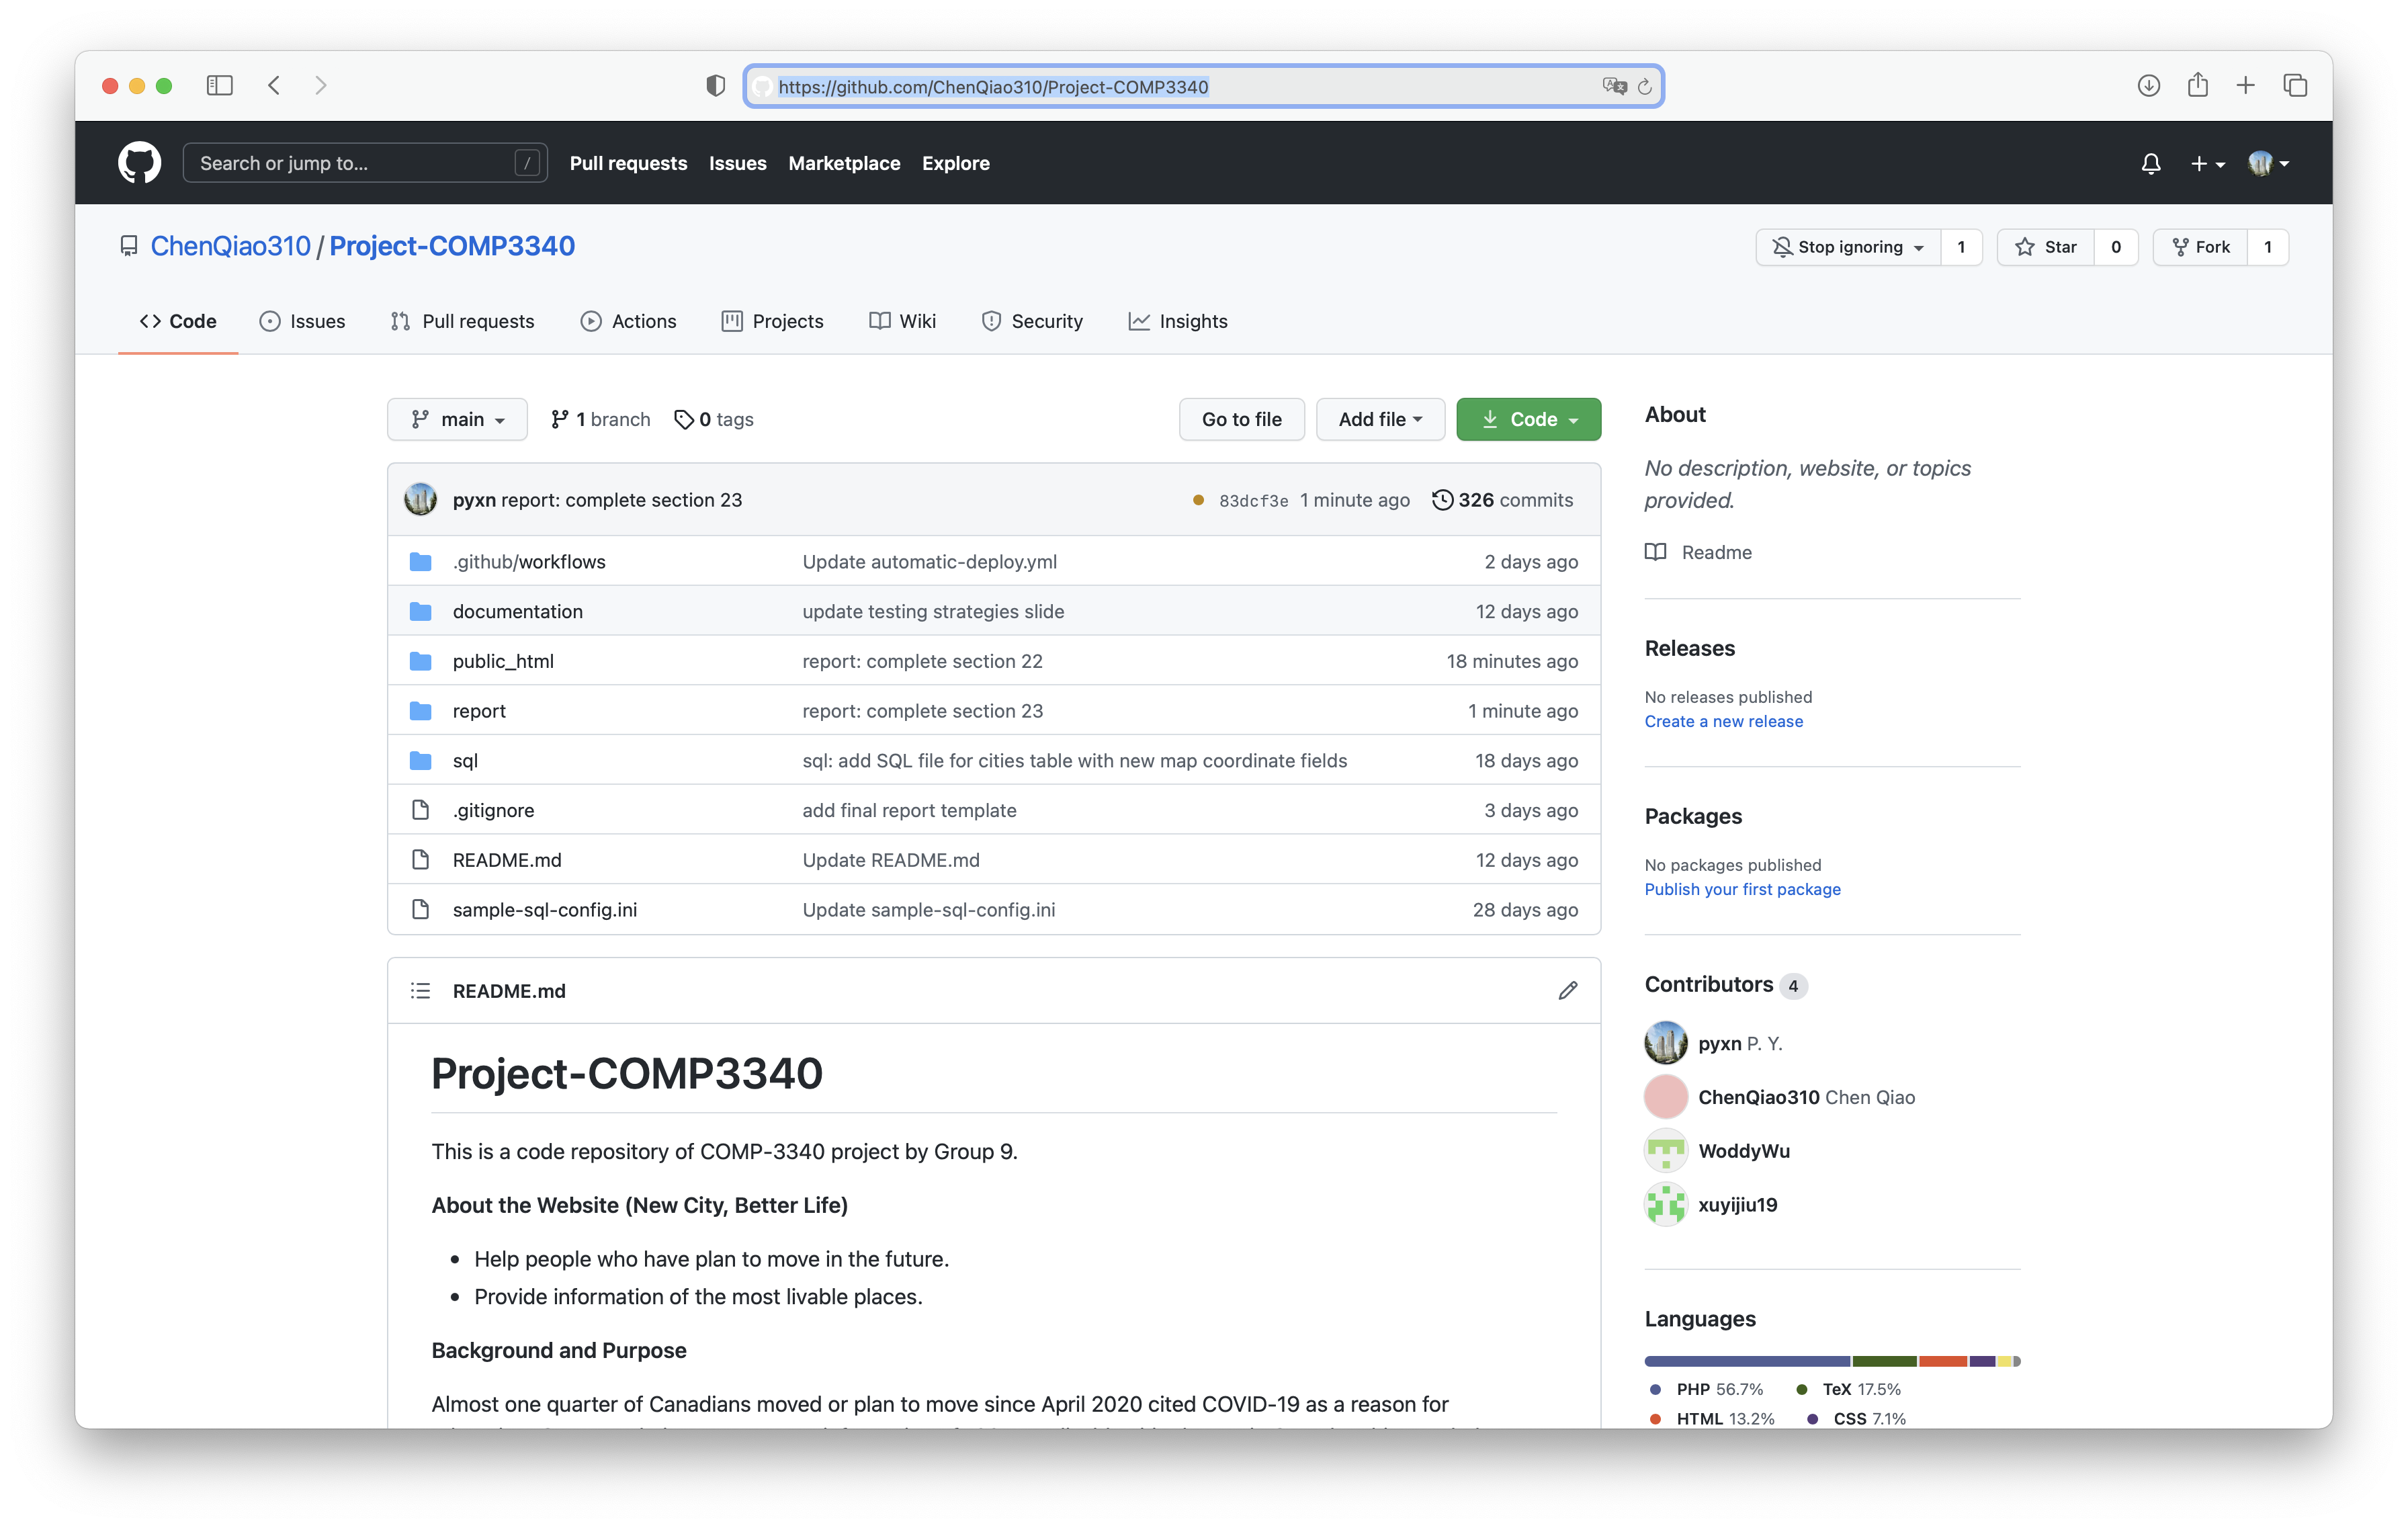 https://github.com/ChenQiao310/Project-COMP3340
Search or jump to... /
Pull requests Issues Marketplace Explore
ChenQiao310 / Project-COMP3340
Stop ignoring 1 Star 0 Fork 1
Code Issues Pull requests Actions Projects Wiki Security Insights
main 1 branch 0 tags
Go to file Add file Code
pyxn report: complete section 23 83dcf3e 1 minute ago 326 commits
.github/workflows Update automatic-deploy.yml 2 days ago
documentation update testing strategies slide 12 days ago
public_html report: complete section 22 18 minutes ago
report report: complete section 23 1 minute ago
sql sql: add SQL file for cities table with new map coordinate fields 18 days ago
.gitignore add final report template 3 days ago
README.md Update README.md 12 days ago
sample-sql-config.ini Update sample-sql-config.ini 28 days ago
README.md
Project-COMP3340
This is a code repository of COMP-3340 project by Group 9.
About the Website (New City, Better Life)
• Help people who have plan to move in the future.
• Provide information of the most livable places.
Background and Purpose
Almost one quarter of Canadians moved or plan to move since April 2020 cited COVID-19 as a reason for
About
No description, website, or topics
provided.
Readme
Releases
No releases published
Create a new release
Packages
No packages published
Publish your first package
Contributors 4
pyxn P. Y.
ChenQiao310 Chen Qiao
WoddyWu
xuyijiu19
Languages
PHP 56.7% TeX 17.5%
HTML 13.2% CSS 7.1%